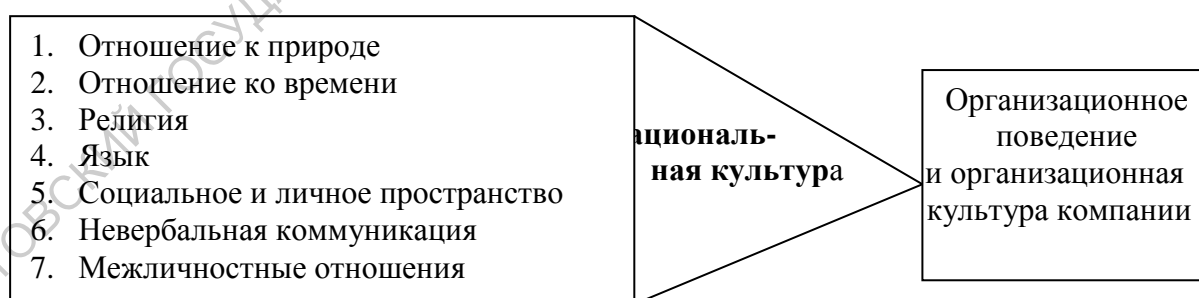 1. Отношение к природе
2. Отношение ко времени
3. Религия
4. Язык
5. Социальное и личное пространство
6. Невербальная коммуникация
7. Межличностные отношения
циональ-
ная культура
Организационное
поведение
и организационная
культура компании